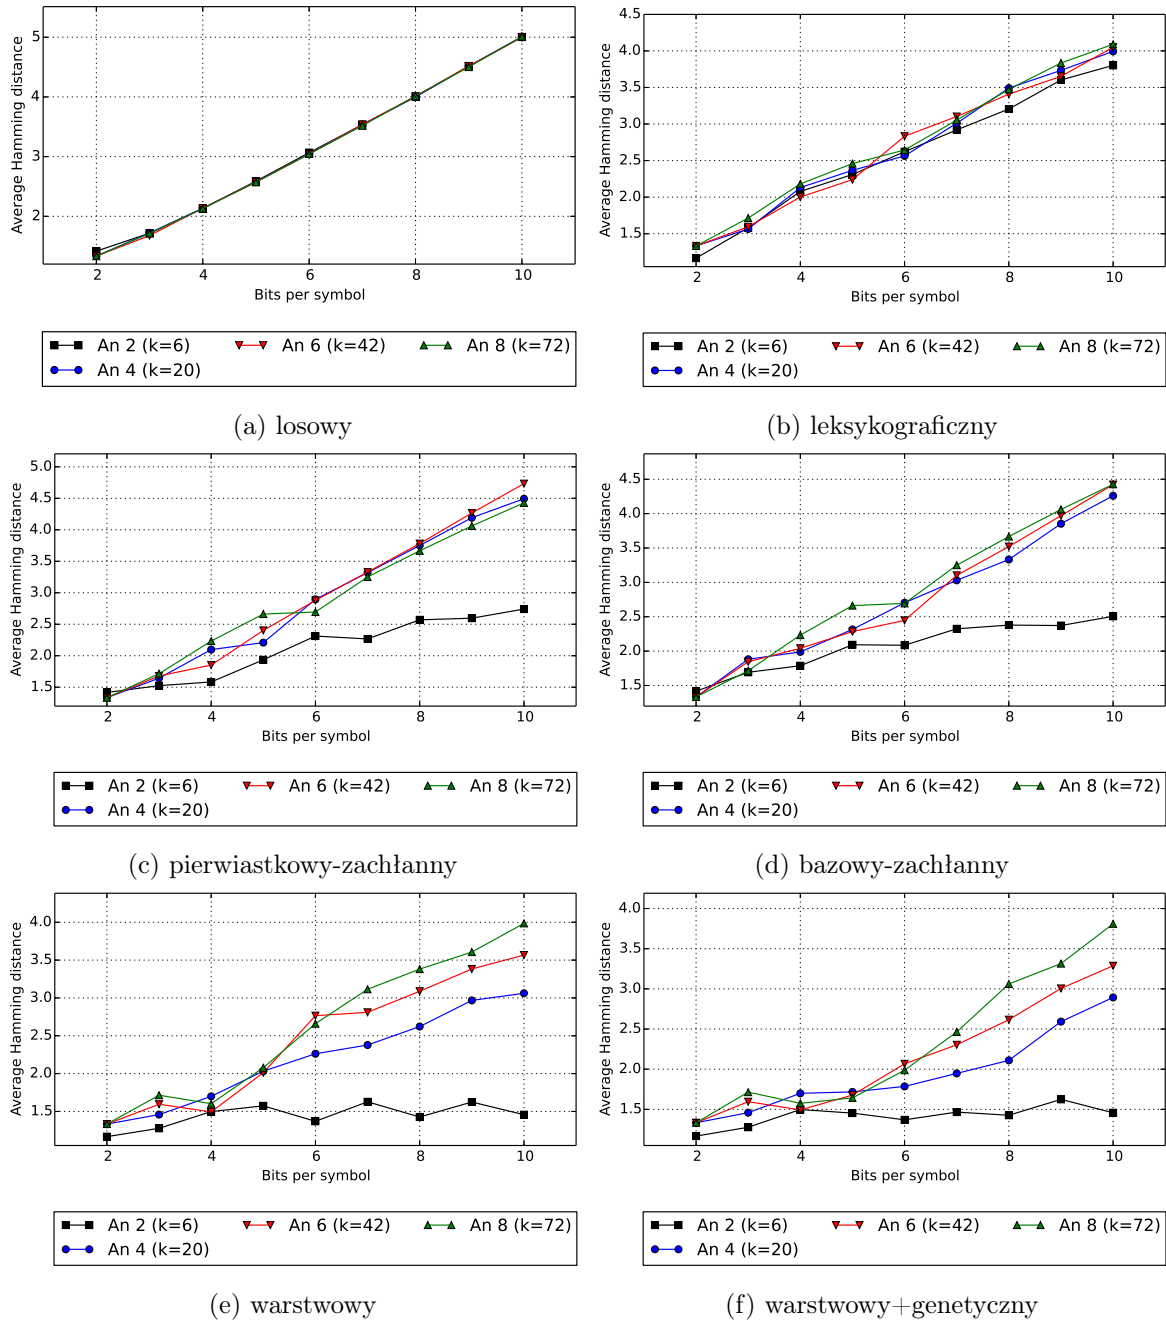 Average Hamming distance
5
4
3
2
2 4 6 8 10
Bits per symbol
An 2 (k=6) An 6 (k=42) An 8 (k=72)
An 4 (k=20)
(a) losowy
Average Hamming distance
4.5
4.0
3.5
3.0
2.5
2.0
1.5
2 4 6 8 10
Bits per symbol
An 2 (k=6) An 6 (k=42) An 8 (k=72)
An 4 (k=20)
(b) leksykograficzny
Average Hamming distance
5.0
4.5
4.0
3.5
3.0
2.5
2.0
1.5
2 4 6 8 10
Bits per symbol
An 2 (k=6) An 6 (k=42) An 8 (k=72)
An 4 (k=20)
(c) pierwiastkowy-zachłanny
Average Hamming distance
4.5
4.0
3.5
3.0
2.5
2.0
1.5
2 4 6 8 10
Bits per symbol
An 2 (k=6) An 6 (k=42) An 8 (k=72)
An 4 (k=20)
(d) bazowy-zachłanny
Average Hamming distance
4.0
3.5
3.0
2.5
2.0
1.5
2 4 6 8 10
Bits per symbol
An 2 (k=6) An 6 (k=42) An 8 (k=72)
An 4 (k=20)
(e) warstwowy
Average Hamming distance
4.0
3.5
3.0
2.5
2.0
1.5
2 4 6 8 10
Bits per symbol
An 2 (k=6) An 6 (k=42) An 8 (k=72)
An 4 (k=20)
(f) warstwowy+genetyczny